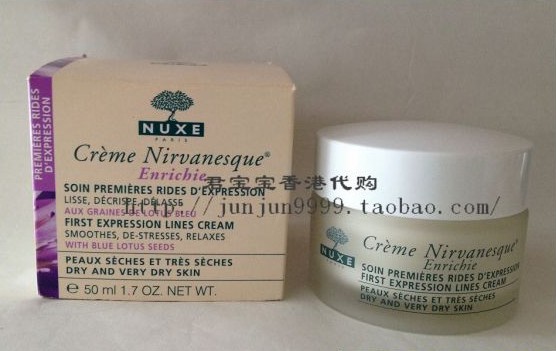 PREMIÈRES RIDES
D'EXPRESSION
NUXE
PARIS
Crème Nirvanesque®
Enrichie
SOIN PREMIÈRES RIDES D'EXPRESSION
LISSE, DÉCRISPE, DÉLASSE
AUX GRAINES DE LOTUS BLEU
FIRST EXPRESSION LINES CREAM
SMOOTHES, DE-STRESSES, RELAXES
WITH BLUE LOTUS SEEDS
PEAUX SÈCHES ET TRÈS SÈCHES
DRY AND VERY DRY SKIN
℮ 50 ml 1.7 OZ. NET WT.
NUXE
Crème Nirvanesque®
Enrichie
SOIN PREMIÈRES RIDES D'EXPRESSION
FIRST EXPRESSION LINES CREAM
PEAUX SÈCHES ET TRÈS SÈCHES
DRY AND VERY DRY SKIN
君宝宝香港代购
http://junjun9999.taobao.com/